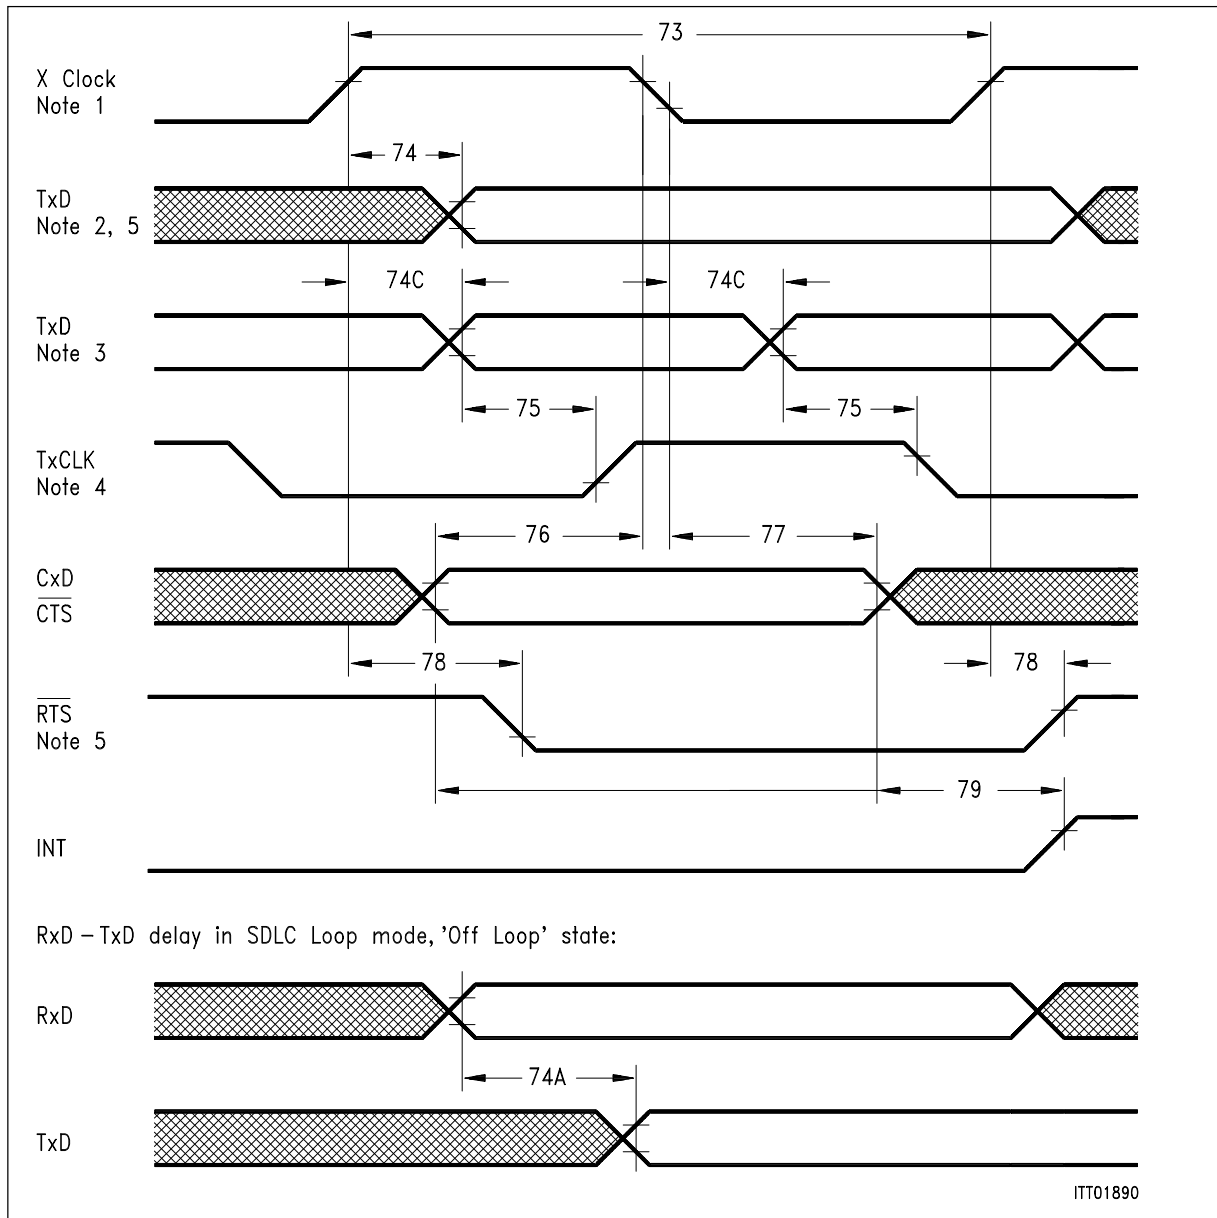 73
X Clock
Note 1
74
TxD
Note 2, 5
74C 74C
TxD
Note 3
75 75
TxCLK
Note 4
76 77
CxD
CTS
78 78
RTS
Note 5
79
INT
RxD – TxD delay in SDLC Loop mode, 'Off Loop' state:
RxD
74A
TxD
ITT01890